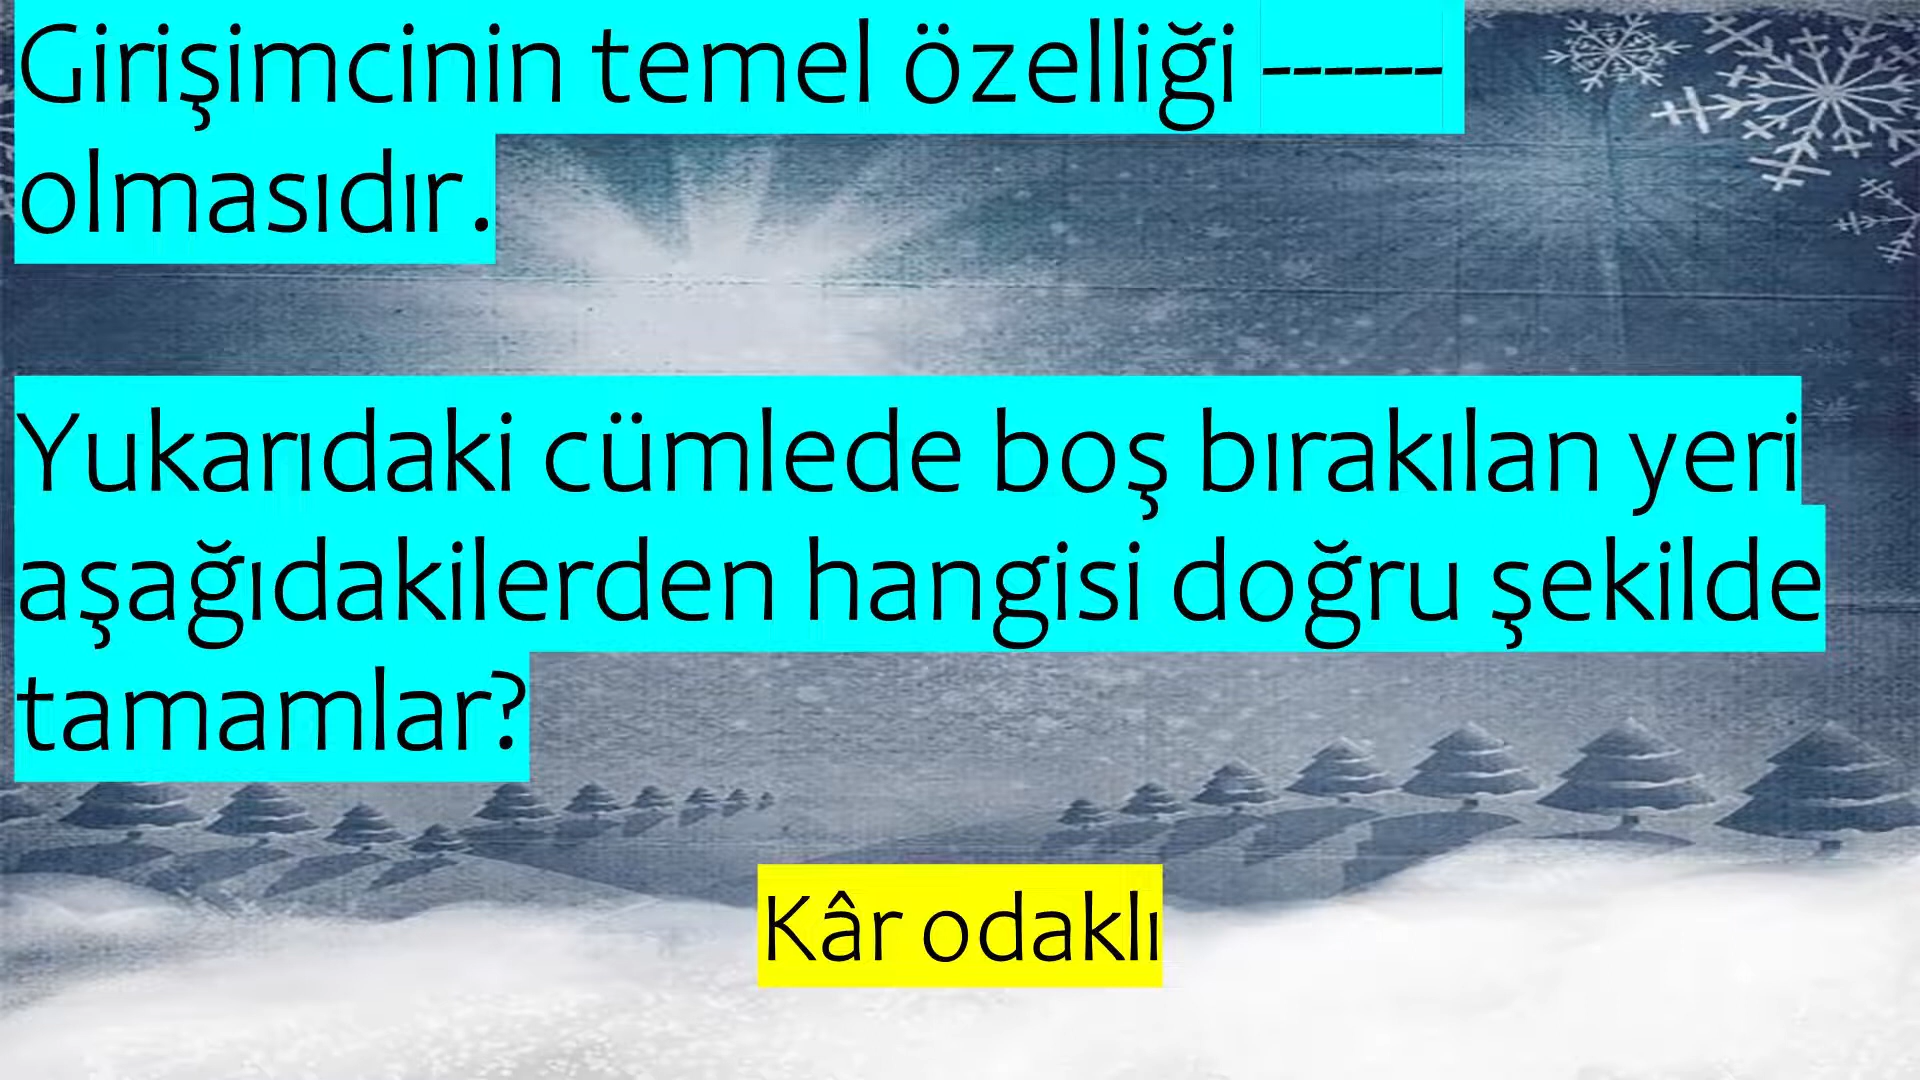 Girişimcinin temel özelliği ------
olmasıdır.
Yukarıdaki cümlede boş bırakılan yeri
aşağıdakilerden hangisi doğru şekilde
tamamlar?
Kâr odaklı